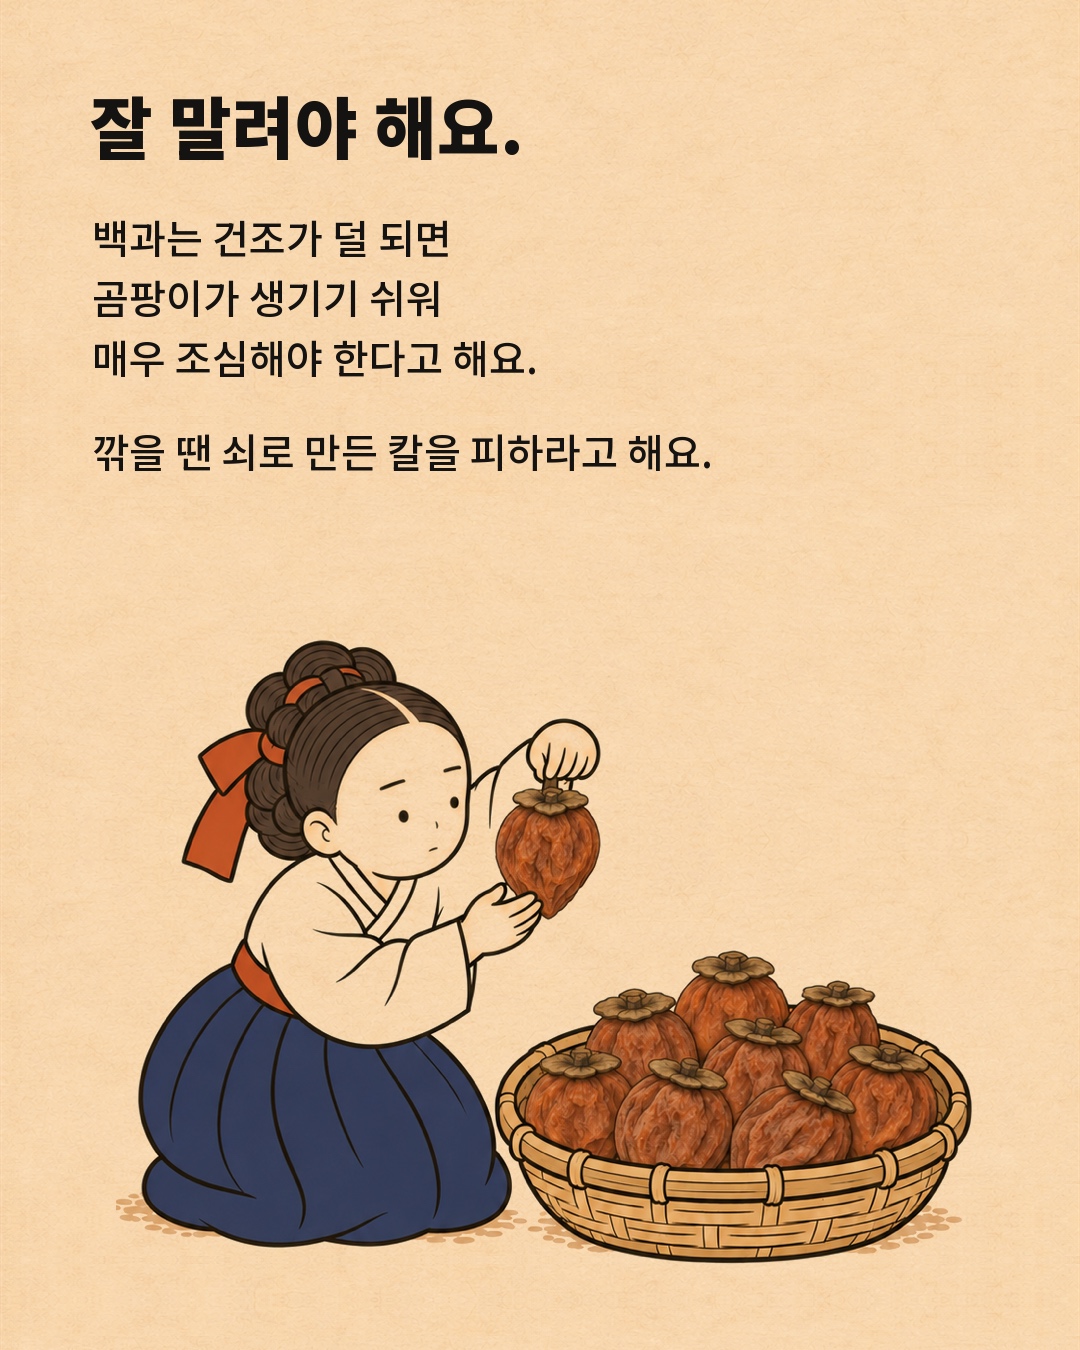 잘 말려야 해요.
백과는 건조가 덜 되면
곰팡이가 생기기 쉬워
매우 조심해야 한다고 해요.
깎을 땐 쇠로 만든 칼을 피하라고 해요.